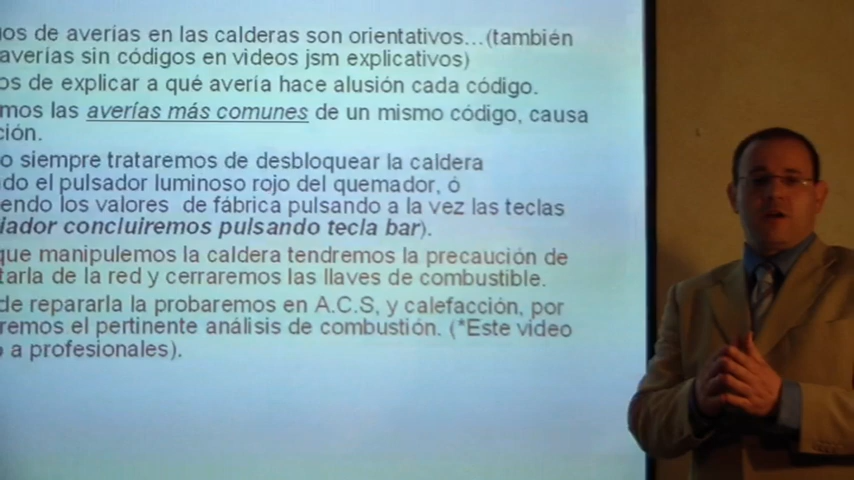 os de averías en las calderas son orientativos...(también
averías sin códigos en videos jsm explicativos)
os de explicar a qué avería hace alusión cada código.
mos las averías más comunes de un mismo código, causa
ción.
o siempre trataremos de desbloquear la caldera
do el pulsador luminoso rojo del quemador, ó
endo los valores de fábrica pulsando a la vez las teclas
iador concluiremos pulsando tecla bar).
que manipulemos la caldera tendremos la precaución de
tarla de la red y cerraremos las llaves de combustible.
de repararla la probaremos en A.C.S, y calefacción, por
remos el pertinente análisis de combustión. (*Este video
a profesionales).